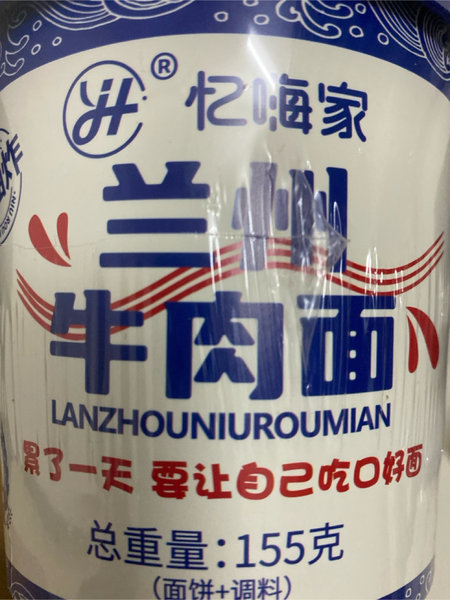 YH® 忆嗨家
兰州
牛肉面
LANZHOUNIUROUMIAN
累了一天 要让自己吃口好面
总重量:155克
(面饼+调料)